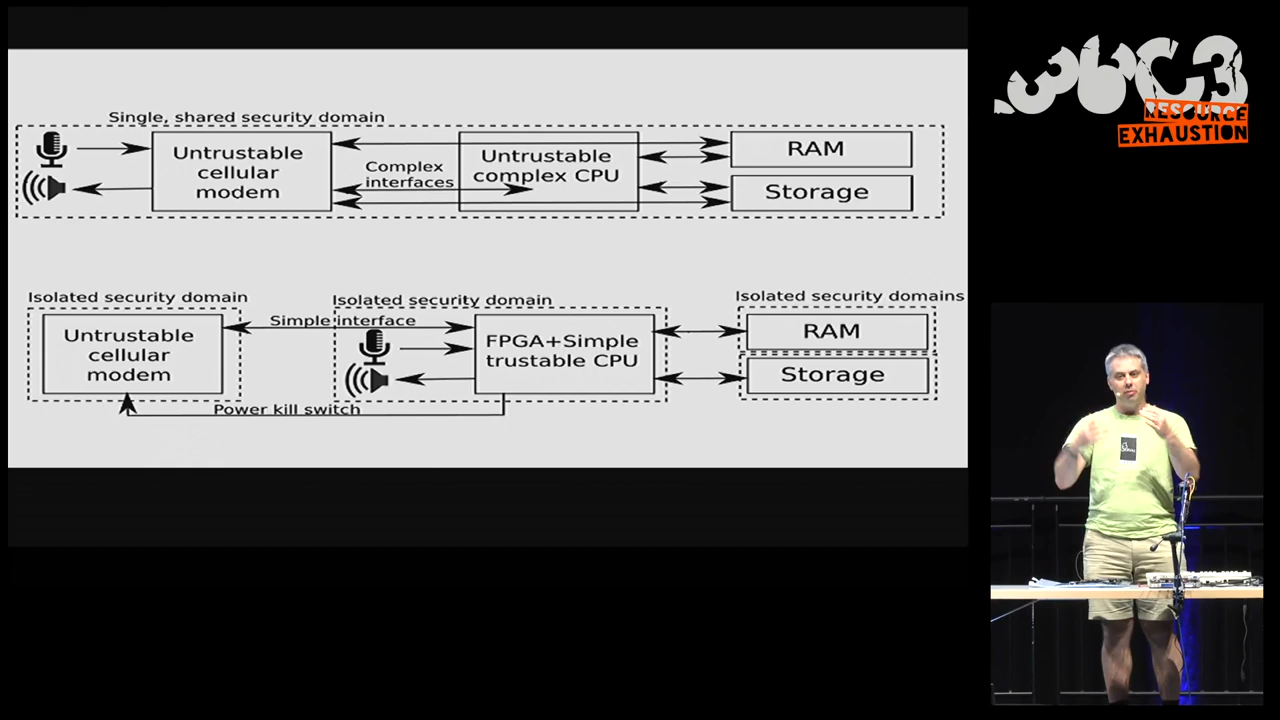 36C3
RESOURCE
EXHAUSTION
Single, shared security domain
Untrustable
cellular
modem
Complex
interfaces
Untrustable
complex CPU
RAM
Storage
Isolated security domain
Untrustable
cellular
modem
Simple interface
Power kill switch
Isolated security domain
FPGA+Simple
trustable CPU
Isolated security domains
RAM
Storage